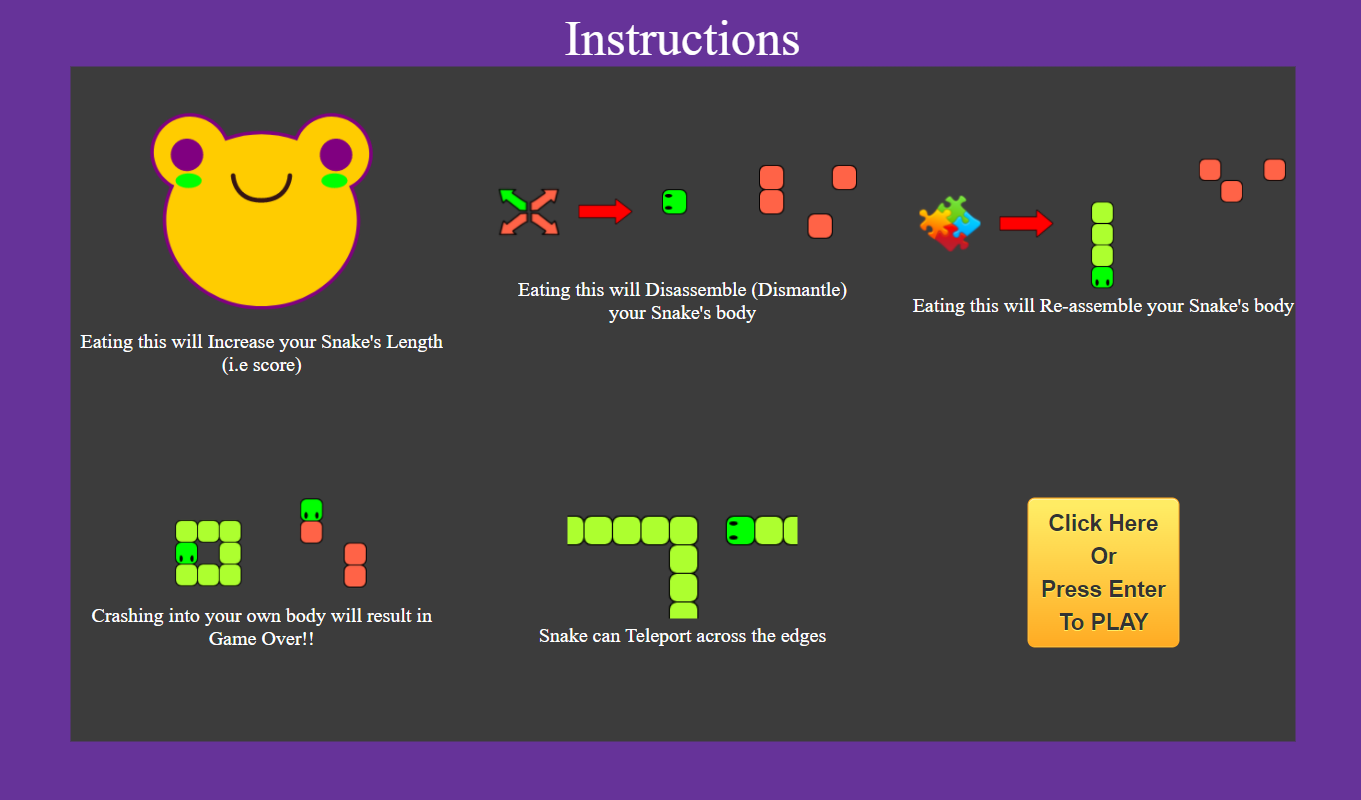 Instructions
Eating this will Increase your Snake's Length
(i.e score)
Eating this will Disassemble (Dismantle)
your Snake's body
Eating this will Re-assemble your Snake's body
Crashing into your own body will result in
Game Over!!
Snake can Teleport across the edges
Click Here
Or
Press Enter
To PLAY